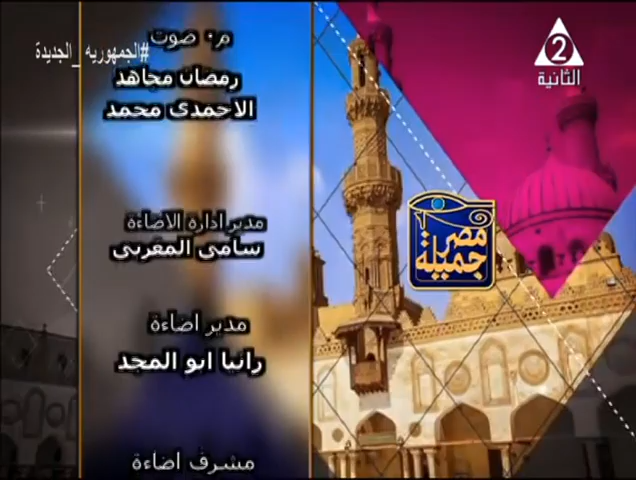 م. صوت
#الجمهوريه_الجديدة
رمضان مجاهد
الاحمدى محمد
2
الثانية
مدير ادارة الاضاءة
سامى المغربى
مصر
جميلة
مدير اضاءة
رانيا ابو المجد
مشرف اضاءة